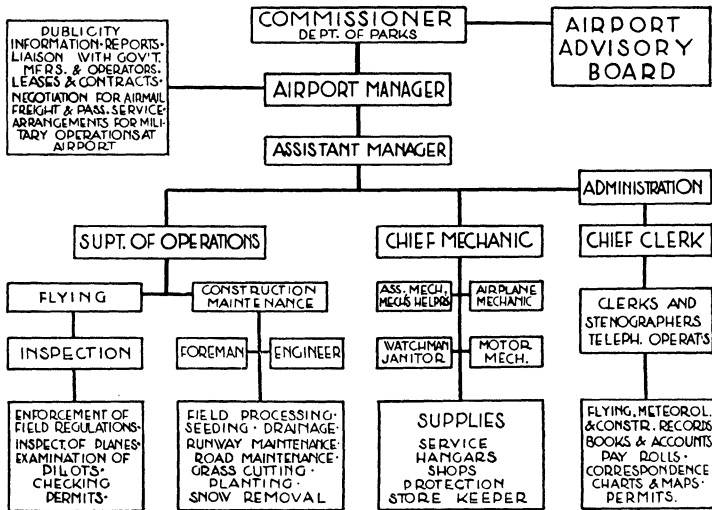 COMMISSIONER
DEPT. OF PARKS
AIRPORT
ADVISORY
BOARD
PUBLICITY
INFORMATION·REPORTS·
LIAISON WITH GOV'T.
MFRS. & OPERATORS·
LEASES & CONTRACTS·
NEGOTIATION FOR AIRMAIL
FREIGHT & PASS. SERVICE·
ARRANGEMENTS FOR MILI-
TARY OPERATIONS AT
AIRPORT
AIRPORT MANAGER
ASSISTANT MANAGER
ADMINISTRATION
SUPT. OF OPERATIONS
CHIEF MECHANIC
CHIEF CLERK
FLYING
CONSTRUCTION
MAINTENANCE
ASS. MECH,
MECH'S HELPRS
AIRPLANE
MECHANIC
CLERKS AND
STENOGRAPHERS
TELEPH. OPERAT'S
INSPECTION
FOREMAN
ENGINEER
WATCHMAN
JANITOR
MOTOR
MECH.
ENFORCEMENT OF
FIELD REGULATIONS·
INSPECT. OF PLANES·
EXAMINATION OF
PILOTS·
CHECKING
PERMITS·
FIELD PROCESSING·
SEEDING · DRAINAGE·
RUNWAY MAINTENANCE·
ROAD MAINTENANCE·
GRASS CUTTING ·
PLANTING ·
SNOW REMOVAL
SUPPLIES
SERVICE
HANGARS
SHOPS
PROTECTION
STORE KEEPER
FLYING, METEOROL.
& CONSTR. RECORDS
BOOKS & ACCOUNTS
PAY ROLLS ·
CORRESPONDENCE
CHARTS & MAPS ·
PERMITS.